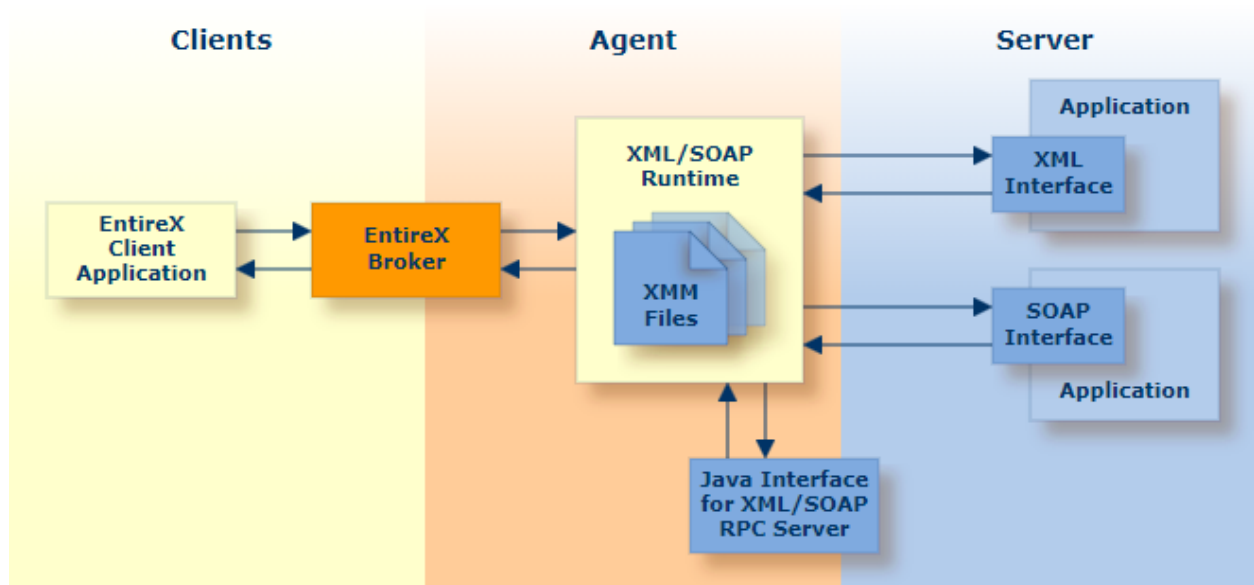 Clients
Agent
Server
EntireX
Client
Application
EntireX
Broker
XML/SOAP
Runtime
XMM
Files
Application
XML
Interface
SOAP
Interface
Application
Java Interface
for XML/SOAP
RPC Server